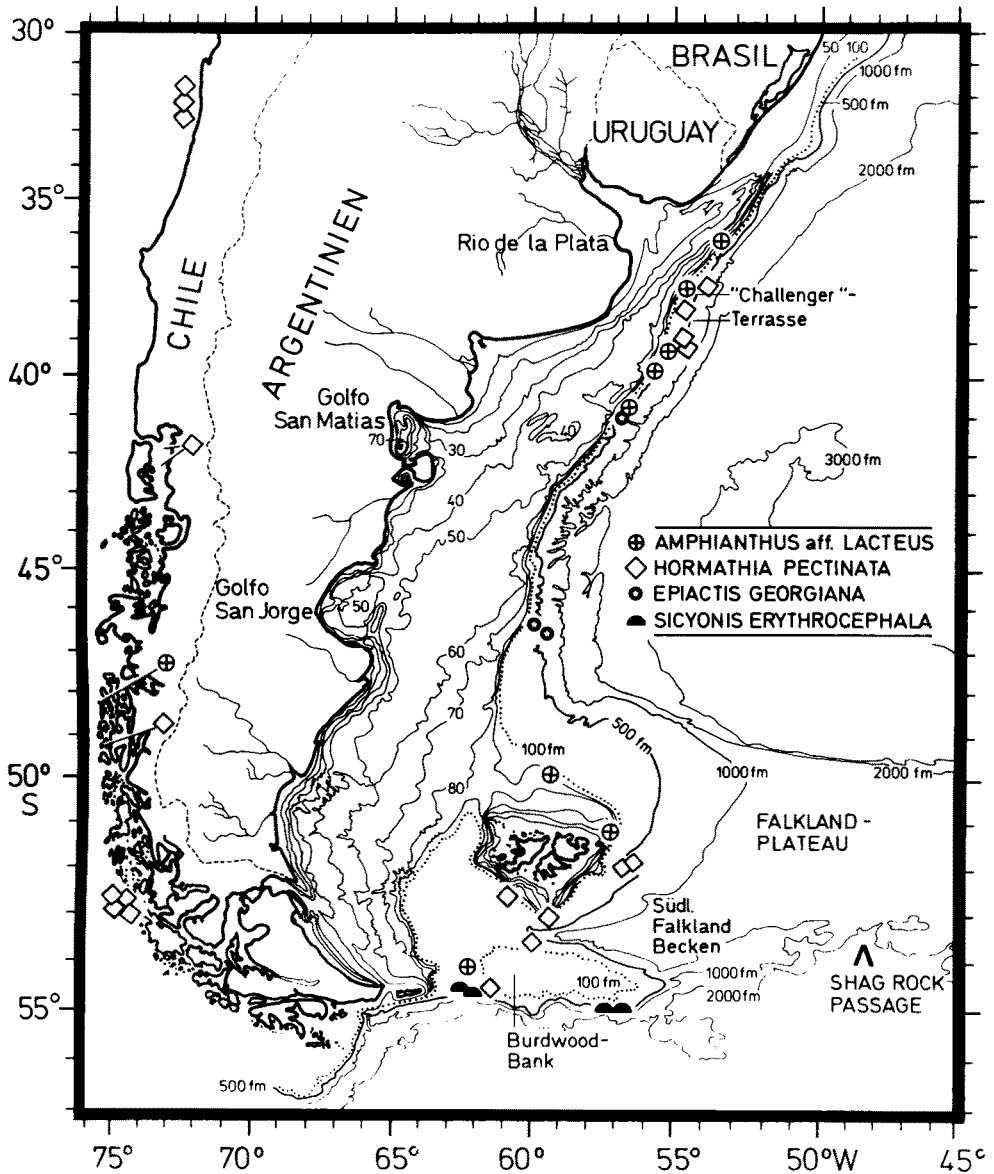 30°
BRASIL
50 100
1000 fm
500 fm
URUGUAY
2000 fm
35°
Rio de la Plata
CHILE
ARGENTINIEN
"Challenger"-
Terrasse
40°
Golfo
San Matias
70
30
40
3000 fm
40
50
AMPHIANTHUS aff. LACTEUS
HORMATHIA PECTINATA
EPIACTIS GEORGIANA
SICYONIS ERYTHROCEPHALA
45°
Golfo
San Jorge
50
60
70
500 fm
100 fm
1000 fm
2000 fm
50°
S
80
FALKLAND-
PLATEAU
Südl.
Falkland
Becken
1000 fm
2000 fm
100 fm
SHAG ROCK
PASSAGE
55°
Burdwood-
Bank
500 fm
75° 70° 65° 60° 55° 50°W 45°